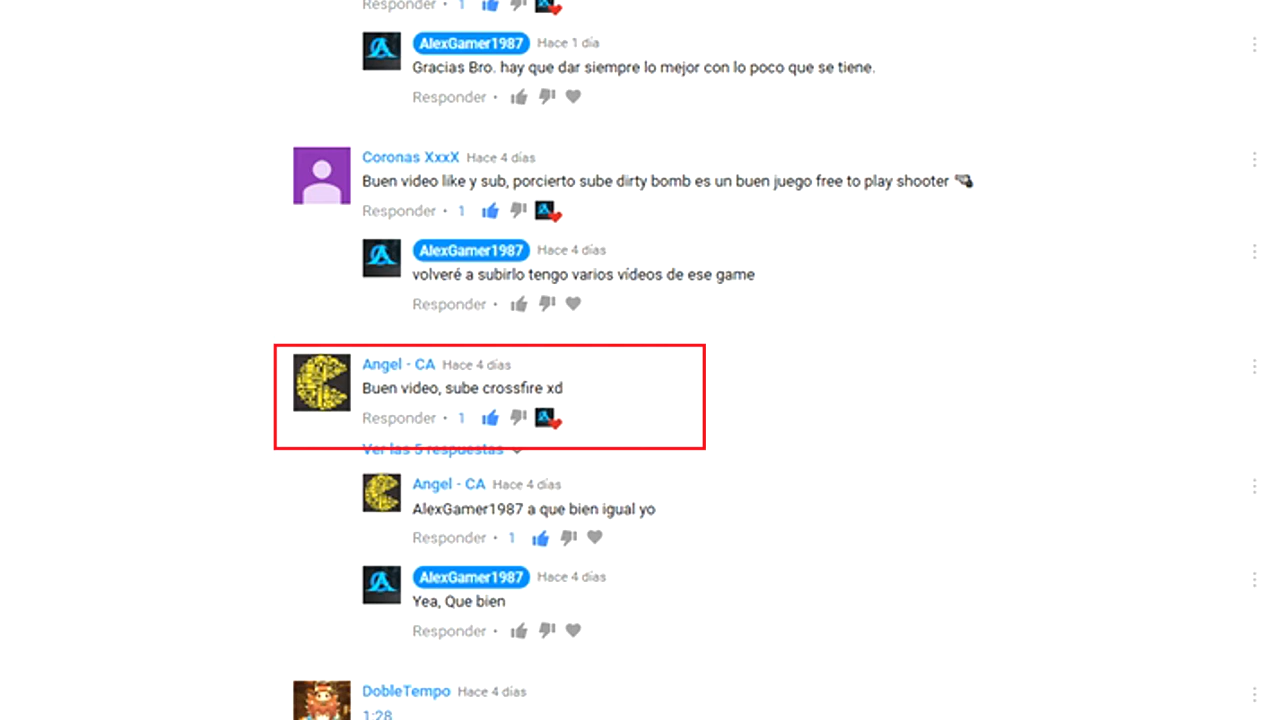 Responder • 1
AlexGamer1987 Hace 1 día
Gracias Bro. hay que dar siempre lo mejor con lo poco que se tiene.
Responder •
Coronas XxxX Hace 4 días
Buen video like y sub, porcierto sube dirty bomb es un buen juego free to play shooter 🔫
Responder • 1
AlexGamer1987 Hace 4 días
volveré a subirlo tengo varios vídeos de ese game
Responder •
Angel - CA Hace 4 días
Buen video, sube crossfire xd
Responder • 1
Ver las 5 respuestas
Angel - CA Hace 4 días
AlexGamer1987 a que bien igual yo
Responder • 1
AlexGamer1987 Hace 4 días
Yea, Que bien
Responder •
DobleTempo Hace 4 días
1:28